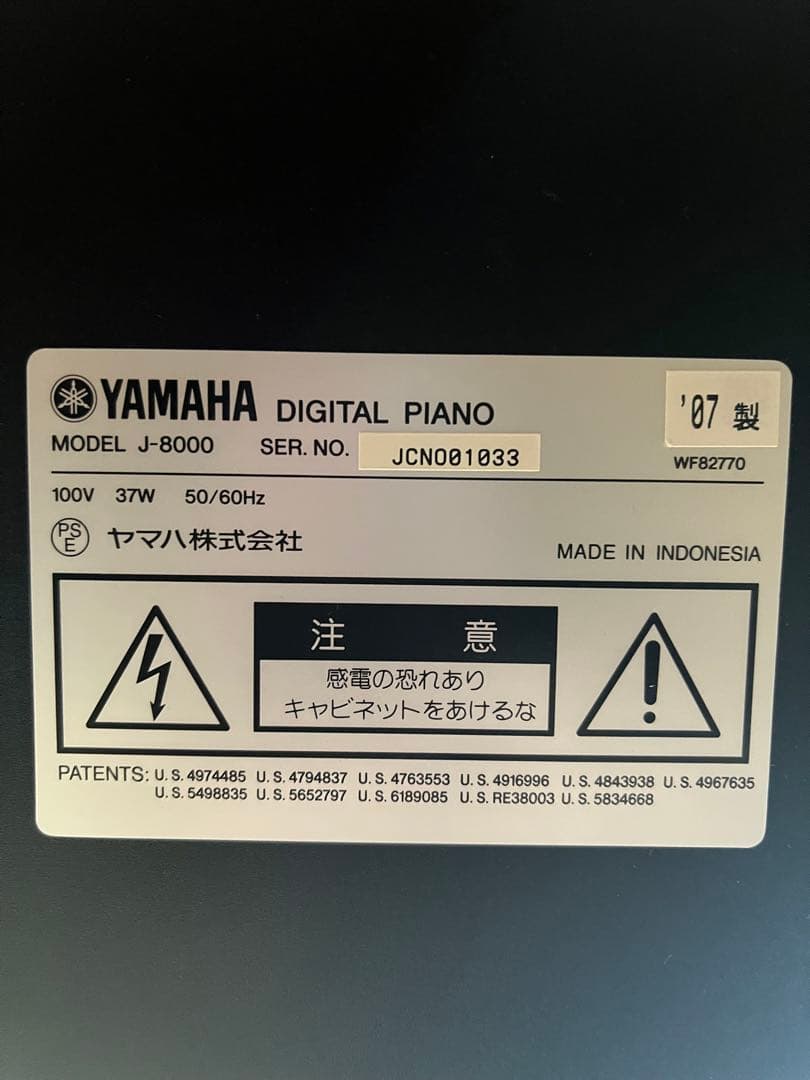 YAMAHA DIGITAL PIANO
'07 製
MODEL J-8000 SER. NO. JCNO01033
WF82770
100V 37W 50/60Hz
PS E ヤマハ株式会社
MADE IN INDONESIA
注 意
感電の恐れあり
キャビネットをあけるな
PATENTS: U.S.4974485 U.S.4794837 U.S.4763553 U.S.4916996 U.S.4843938 U.S.4967635
U.S.5498835 U.S.5652797 U.S.6189085 U.S.RE38003 U.S.5834668